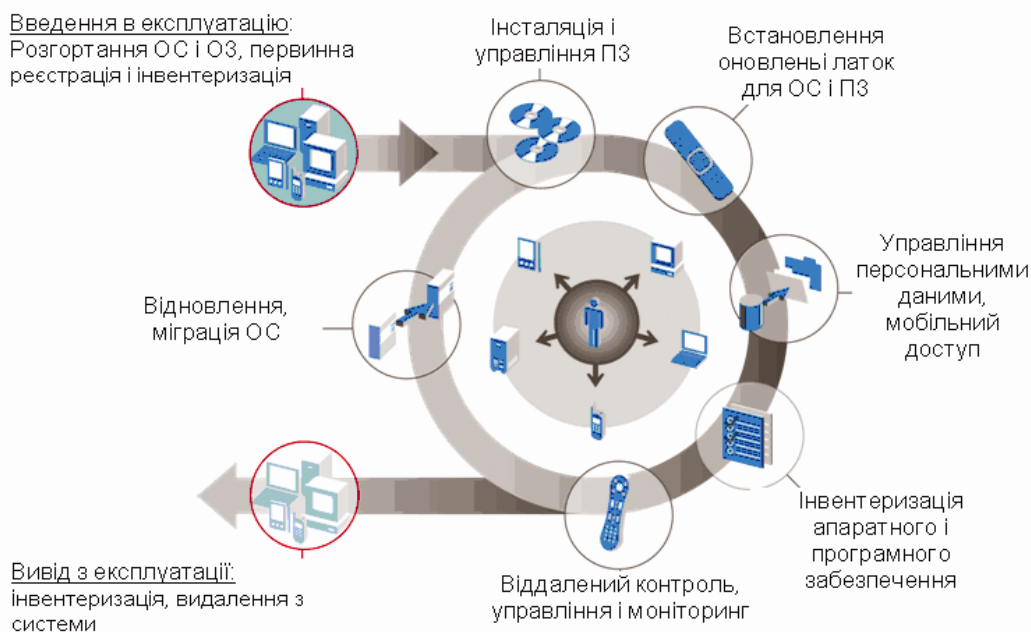 Введення в експлуатацію:
Розгортання ОС і ОЗ, первинна
реєстрація і інвентеризація
Інсталяція і
управління ПЗ
Встановлення
оновленьі латок
для ОС і ПЗ
Управління
персональними
даними,
мобільний
доступ
Відновлення,
міграція ОС
Інвентеризація
апаратного і
програмного
забезпечення
Віддалений контроль,
управління і моніторинг
Вивід з експлуатації:
інвентеризація, видалення з
системи